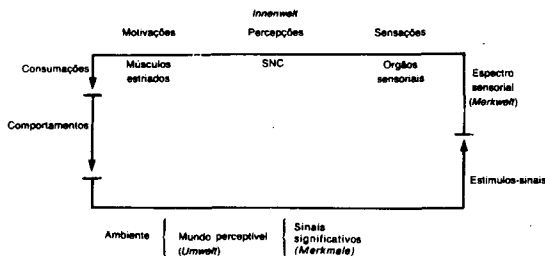 Innenwelt
Motivações Percepções Sensações
Consumações Músculos estriados SNC Orgãos sensoriais Espectro sensorial (Merkwelt)
Comportamentos
Estímulos-sinais
Ambiente Mundo perceptível (Umwelt) Sinais significativos (Merkmale)